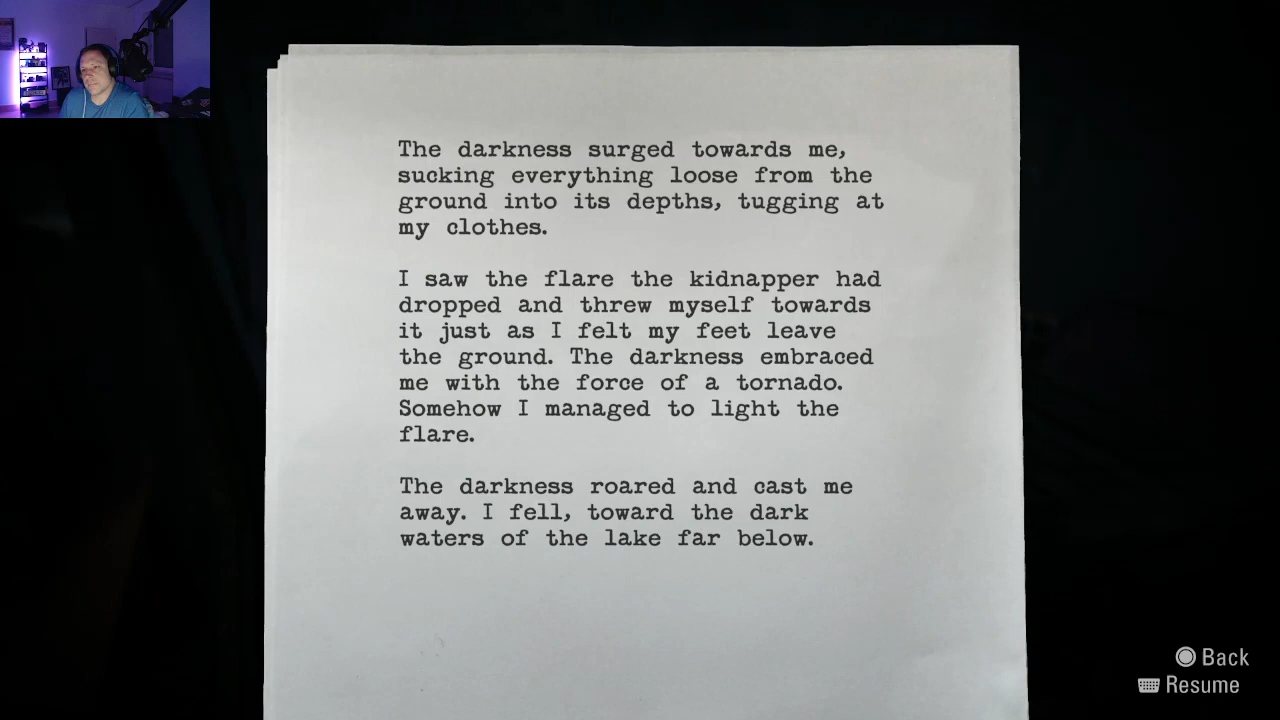 The darkness surged towards me,
sucking everything loose from the
ground into its depths, tugging at
my clothes.
I saw the flare the kidnapper had
dropped and threw myself towards
it just as I felt my feet leave
the ground. The darkness embraced
me with the force of a tornado.
Somehow I managed to light the
flare.
The darkness roared and cast me
away. I fell, toward the dark
waters of the lake far below.
Back
Resume